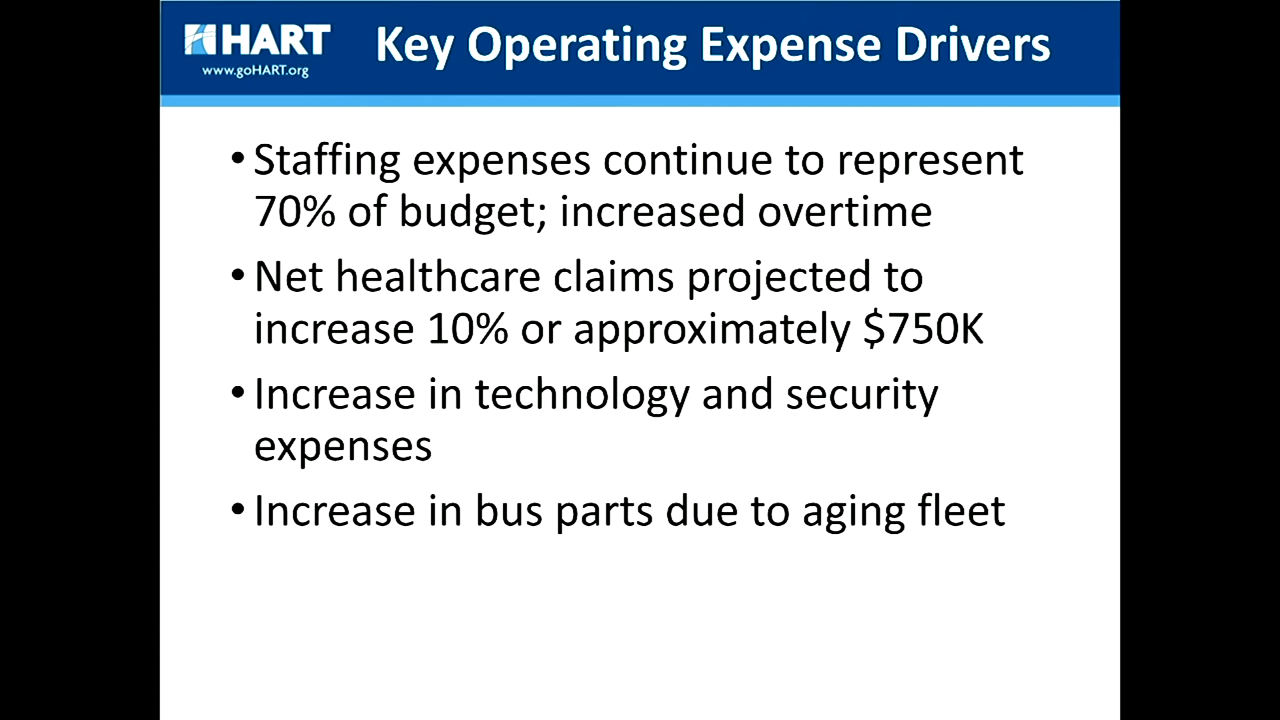 HART
www.goHART.org
Key Operating Expense Drivers
• Staffing expenses continue to represent
70% of budget; increased overtime
• Net healthcare claims projected to
increase 10% or approximately $750K
• Increase in technology and security
expenses
• Increase in bus parts due to aging fleet